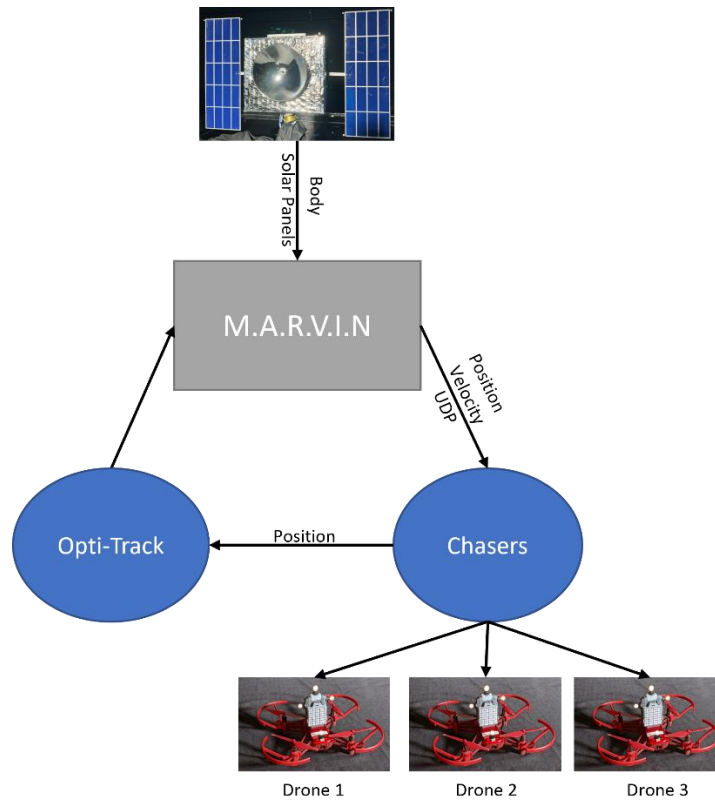 Body
Solar Panels
M.A.R.V.I.N
Position
Velocity
UDP
Opti-Track
Position
Chasers
Drone 1
Drone 2
Drone 3